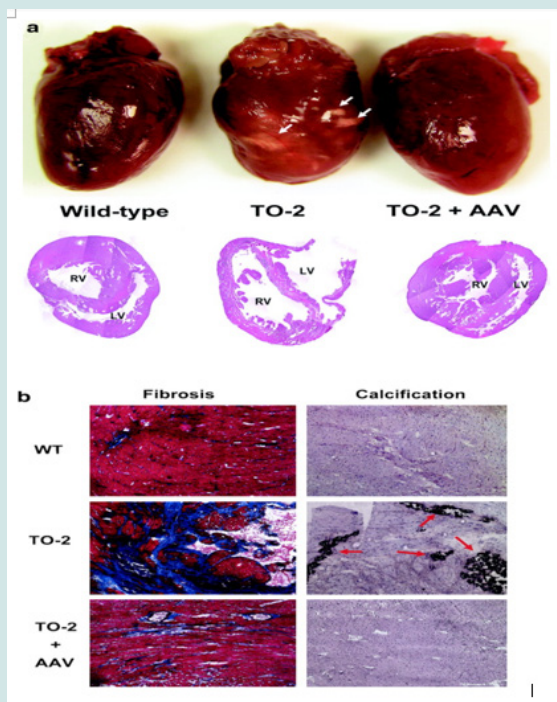 a
Wild-type TO-2 TO-2 + AAV
RV LV
LV RV
RV LV
b
Fibrosis Calcification
WT
TO-2
TO-2
+
AAV